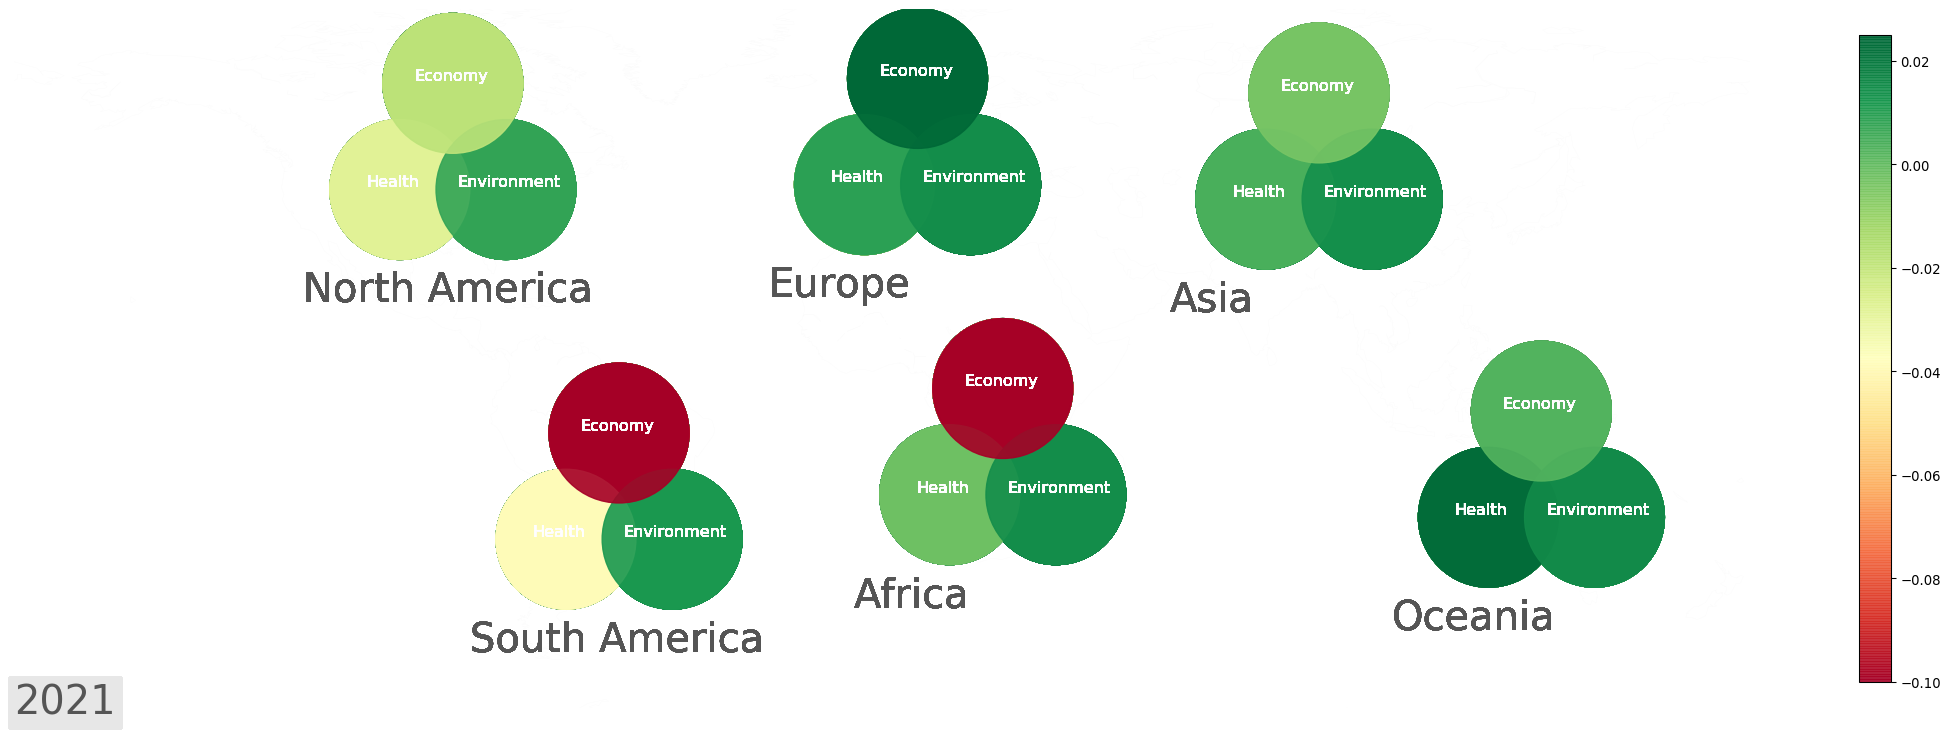 Economy
Health
Environment
North America
Economy
Health
Environment
Europe
Economy
Health
Environment
Asia
Economy
Health
Environment
South America
Economy
Health
Environment
Africa
Economy
Health
Environment
Oceania
2021
0.02
0.00
−0.02
−0.04
−0.06
−0.08
−0.10